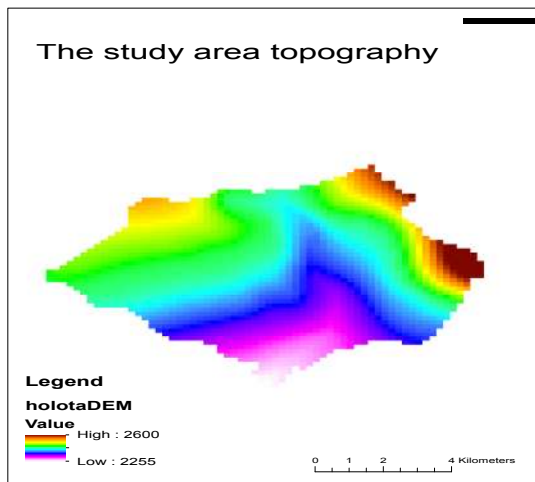 The study area topography
Legend
holotaDEM
Value
High : 2600
Low : 2255
0 1 2 4 Kilometers